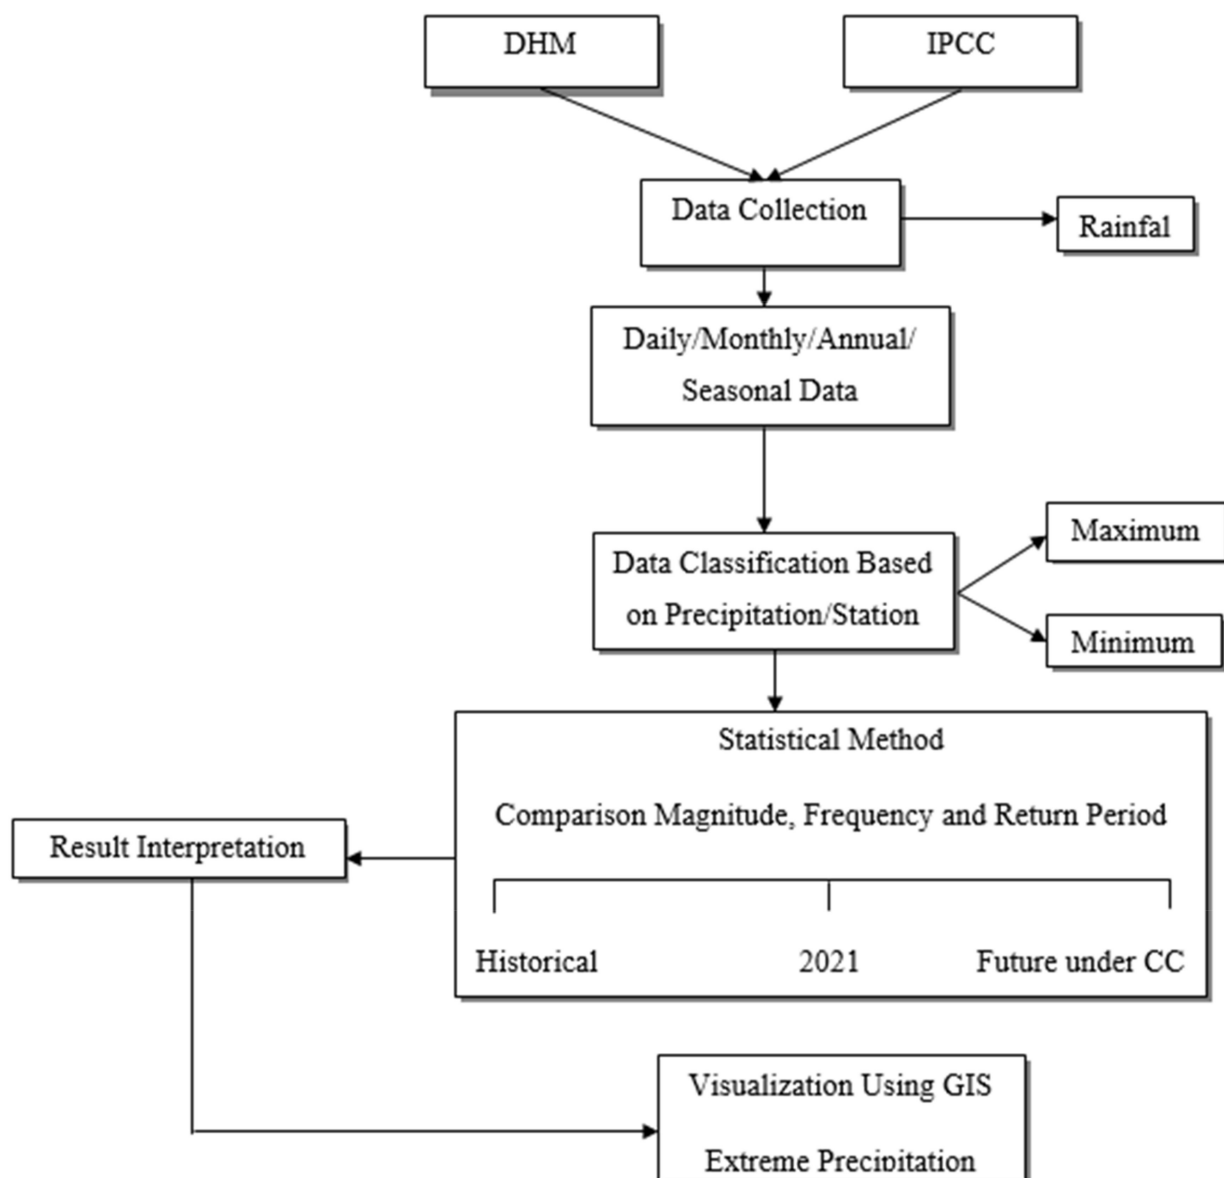 DHM
IPCC
Data Collection
Rainfal
Daily/Monthly/Annual/
Seasonal Data
Data Classification Based
on Precipitation/Station
Maximum
Minimum
Statistical Method
Comparison Magnitude, Frequency and Return Period
Historical
2021
Future under CC
Result Interpretation
Visualization Using GIS
Extreme Precipitation